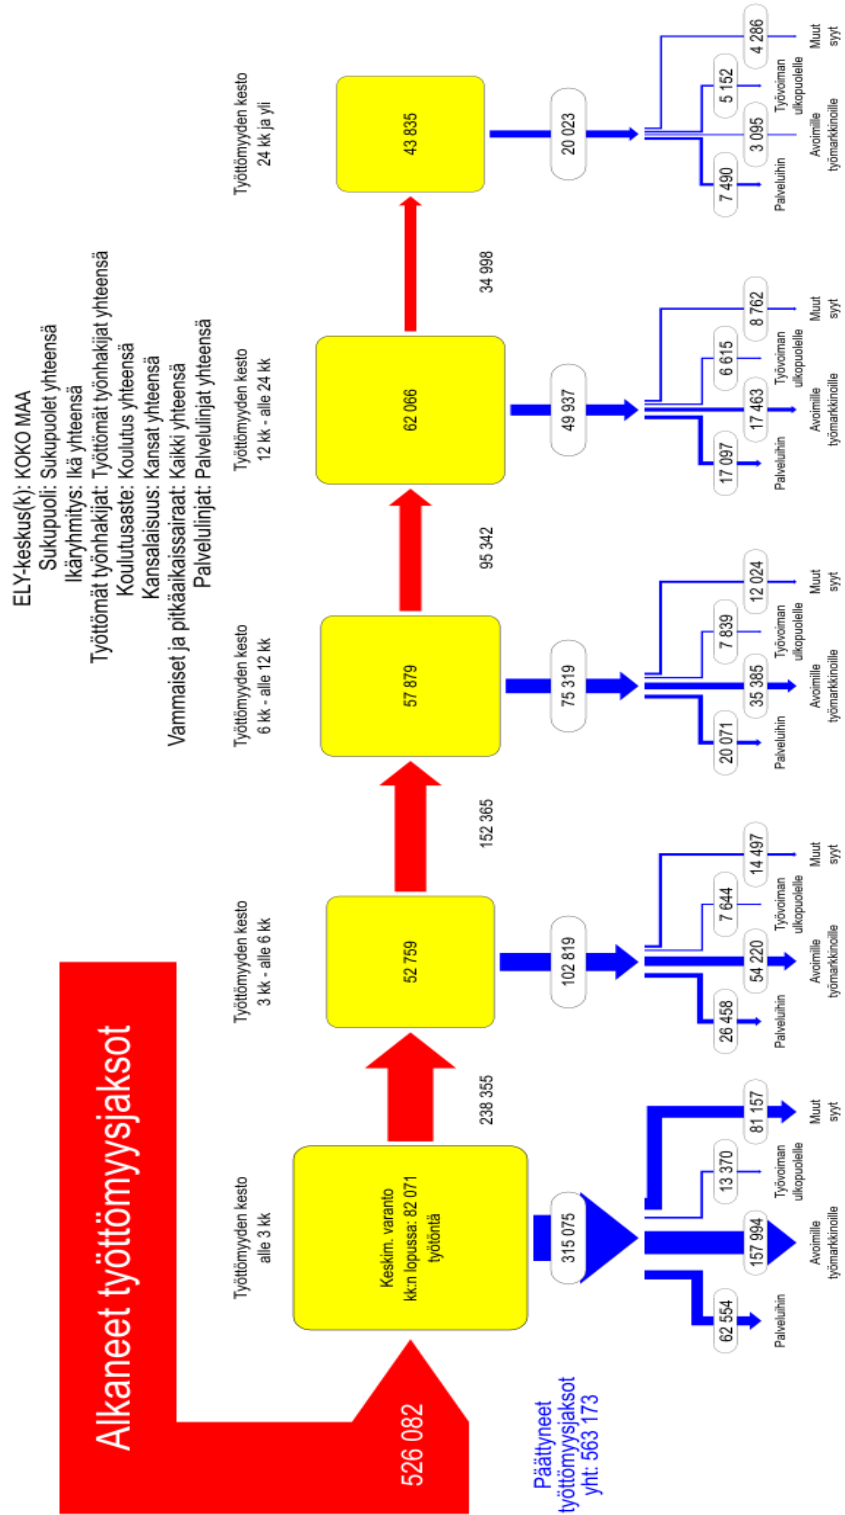 ELY-keskus(k): KOKO MAA
Sukupuoli: Sukupuolet yhteensä
Ikäryhmitys: Ikä yhteensä
Työttömät työnhakijat: Työttömät työnhakijat yhteensä
Koulutusaste: Koulutus yhteensä
Kansalaisuus: Kansat yhteensä
Vammaiset ja pitkäaikaissairaat: Kaikki yhteensä
Palvelulinjat: Palvelulinjat yhteensä
Alkaneet työttömyysjaksot
526 082
Työttömyyden kesto
alle 3 kk
Työttömyyden kesto
3 kk - alle 6 kk
Työttömyyden kesto
6 kk - alle 12 kk
Työttömyyden kesto
12 kk - alle 24 kk
Työttömyyden kesto
24 kk ja yli
Keskim. varanto
kk:n lopussa: 82 071
työtöntä
52 759
57 879
62 066
43 835
238 355
152 365
95 342
34 998
Päättyneet
työttömyysjaksot
yht: 563 173
315 075
102 819
75 319
49 937
20 023
62 554
157 994
13 370
81 157
Palveluihin
Avoimille
työmarkkinoille
Työvoiman
ulkopuolelle
Muut
syyt
26 458
54 220
7 644
14 497
Palveluihin
Avoimille
työmarkkinoille
Työvoiman
ulkopuolelle
Muut
syyt
20 071
35 385
7 839
12 024
Palveluihin
Avoimille
työmarkkinoille
Työvoiman
ulkopuolelle
Muut
syyt
17 097
17 463
6 615
8 762
Palveluihin
Avoimille
työmarkkinoille
Työvoiman
ulkopuolelle
Muut
syyt
7 490
3 095
5 152
4 286
Palveluihin
Avoimille
työmarkkinoille
Työvoiman
ulkopuolelle
Muut
syyt